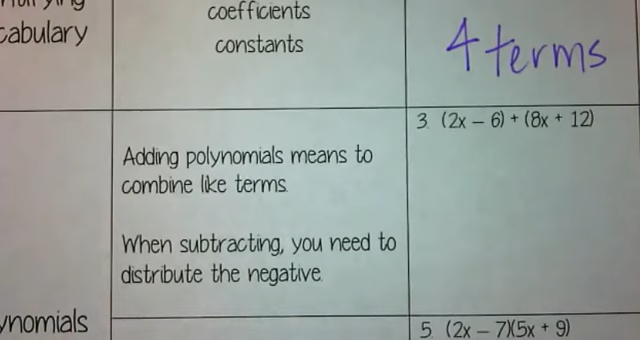 coefficients
cabulary
constants
4 terms
3. (2x – 6) + (8x + 12)
Adding polynomials means to
combine like terms.
When subtracting, you need to
distribute the negative.
ynomials
5. (2x – 7)(5x + 9)